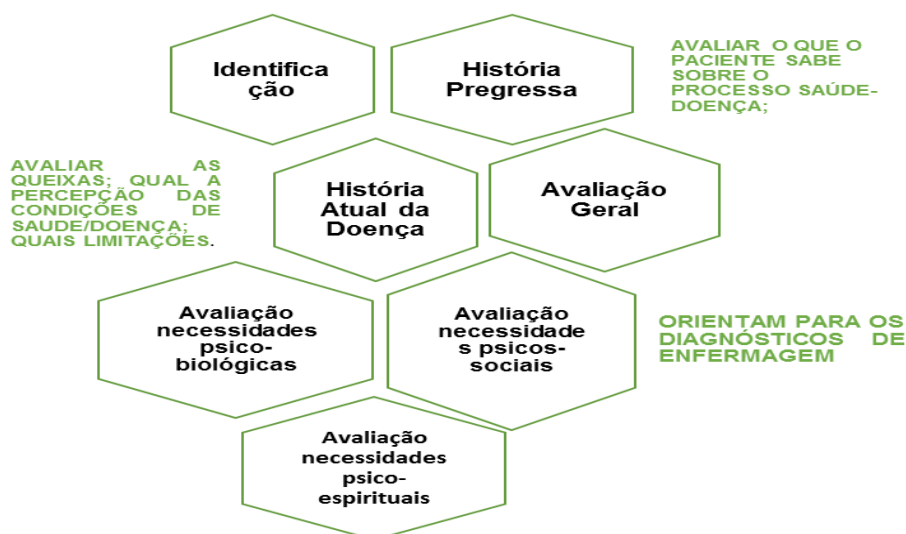 Identifica
ção
História
Pregressa
AVALIAR O QUE O
PACIENTE SABE
SOBRE O
PROCESSO SAÚDE-
DOENÇA;
AVALIAR AS
QUEIXAS; QUAL A
PERCEPÇÃO DAS
CONDIÇÕES DE
SAUDE/DOENÇA;
QUAIS LIMITAÇÕES.
História
Atual da
Doença
Avaliação
Geral
Avaliação
necessidades
psico-
biológicas
Avaliação
necessidade
s psicos-
sociais
ORIENTAM PARA OS
DIAGNÓSTICOS DE
ENFERMAGEM
Avaliação
necessidades
psico-
espirituais